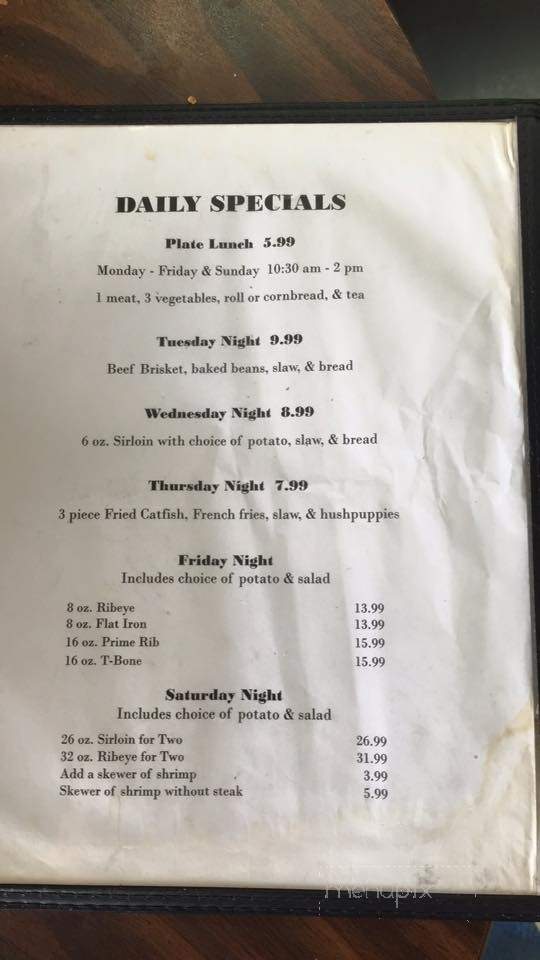 DAILY SPECIALS
Plate Lunch 5.99
Monday - Friday & Sunday 10:30 am - 2 pm
1 meat, 3 vegetables, roll or cornbread, & tea
Tuesday Night 9.99
Beef Brisket, baked beans, slaw, & bread
Wednesday Night 8.99
6 oz. Sirloin with choice of potato, slaw, & bread
Thursday Night 7.99
3 piece Fried Catfish, French fries, slaw, & hushpuppies
Friday Night
Includes choice of potato & salad
8 oz. Ribeye 13.99
8 oz. Flat Iron 13.99
16 oz. Prime Rib 15.99
16 oz. T-Bone 15.99
Saturday Night
Includes choice of potato & salad
26 oz. Sirloin for Two 26.99
32 oz. Ribeye for Two 31.99
Add a skewer of shrimp 3.99
Skewer of shrimp without steak 5.99
menupix